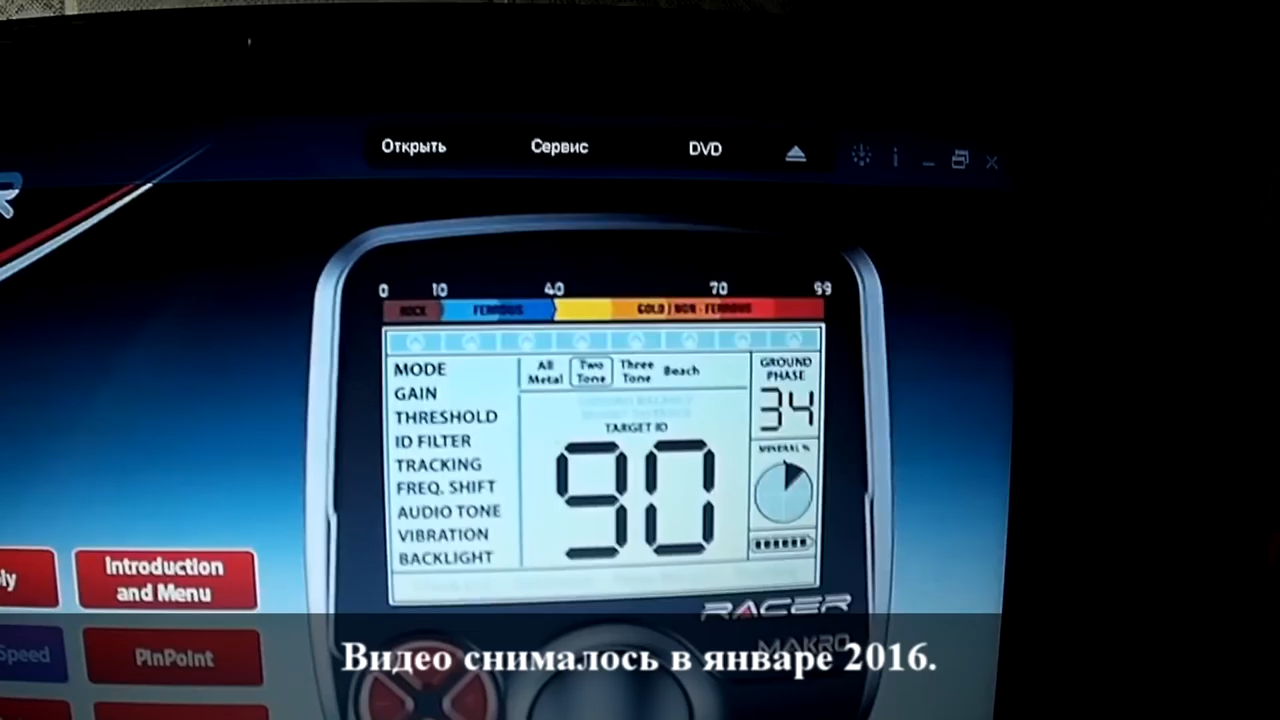 Открыть Сервис DVD
R
0 10 40 70 99
ROCK FERROUS GOLD / NON - FERROUS
MODE
GAIN
THRESHOLD
ID FILTER
TRACKING
FREQ. SHIFT
AUDIO TONE
VIBRATION
BACKLIGHT
All Metal
Two Tone
Three Tone
Beach
TARGET ID
90
GROUND
PHASE
34
MINERAL %
RACER
MAKRO
ly
Introduction
and Menu
Speed
PinPoint
Видео снималось в январе 2016.